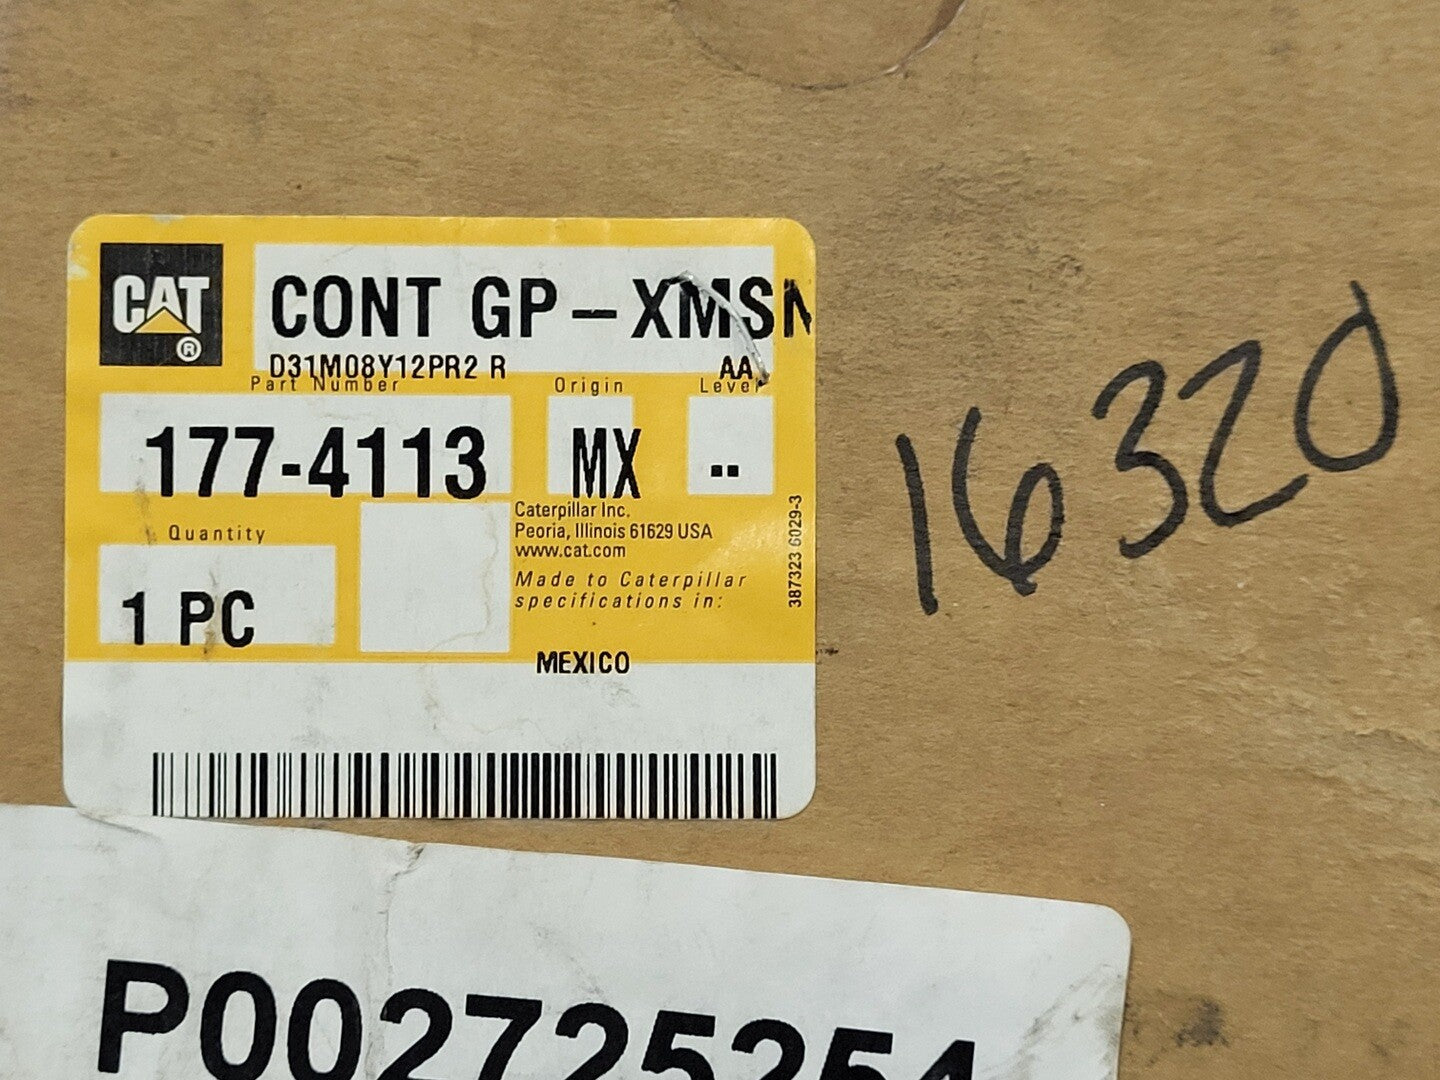 CAT ®
CONT GP-XMSN
D31M08Y12PR2 R AA
Part Number Origin Level
177-4113 MX ..
Quantity
1 PC
Caterpillar Inc.
Peoria, Illinois 61629 USA
www.cat.com
Made to Caterpillar
specifications in:
MEXICO
387323 6029-3
16320
P002725254